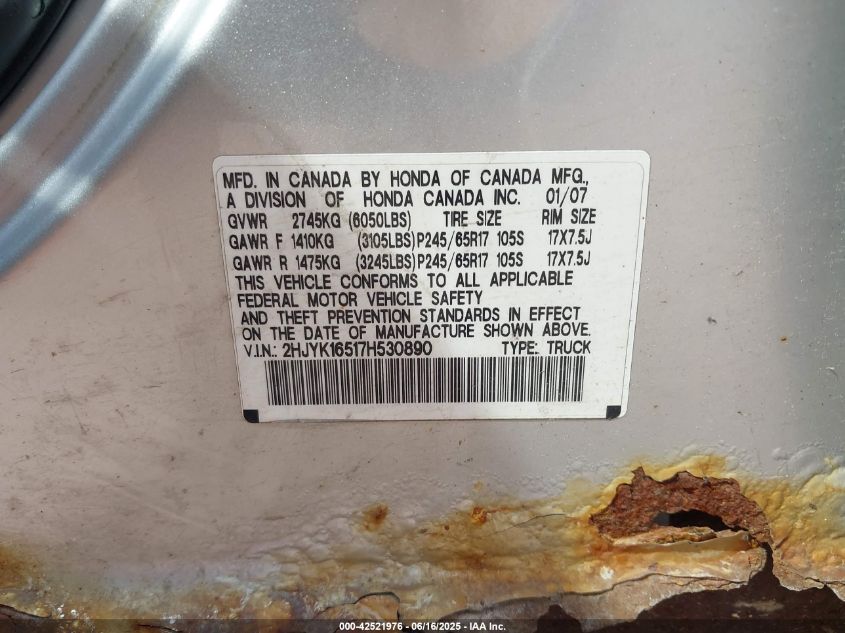 MFD. IN CANADA BY HONDA OF CANADA MFG.,
A DIVISION OF HONDA CANADA INC. 01/07
GVWR 2745KG (6050LBS) TIRE SIZE RIM SIZE
GAWR F 1410KG (3105LBS) P245/65R17 105S 17X7.5J
GAWR R 1475KG (3245LBS) P245/65R17 105S 17X7.5J
THIS VEHICLE CONFORMS TO ALL APPLICABLE
FEDERAL MOTOR VEHICLE SAFETY
AND THEFT PREVENTION STANDARDS IN EFFECT
ON THE DATE OF MANUFACTURE SHOWN ABOVE.
V.I.N.: 2HJYK16517H530890 TYPE: TRUCK
000-42521976 - 06/16/2025 - IAA Inc.